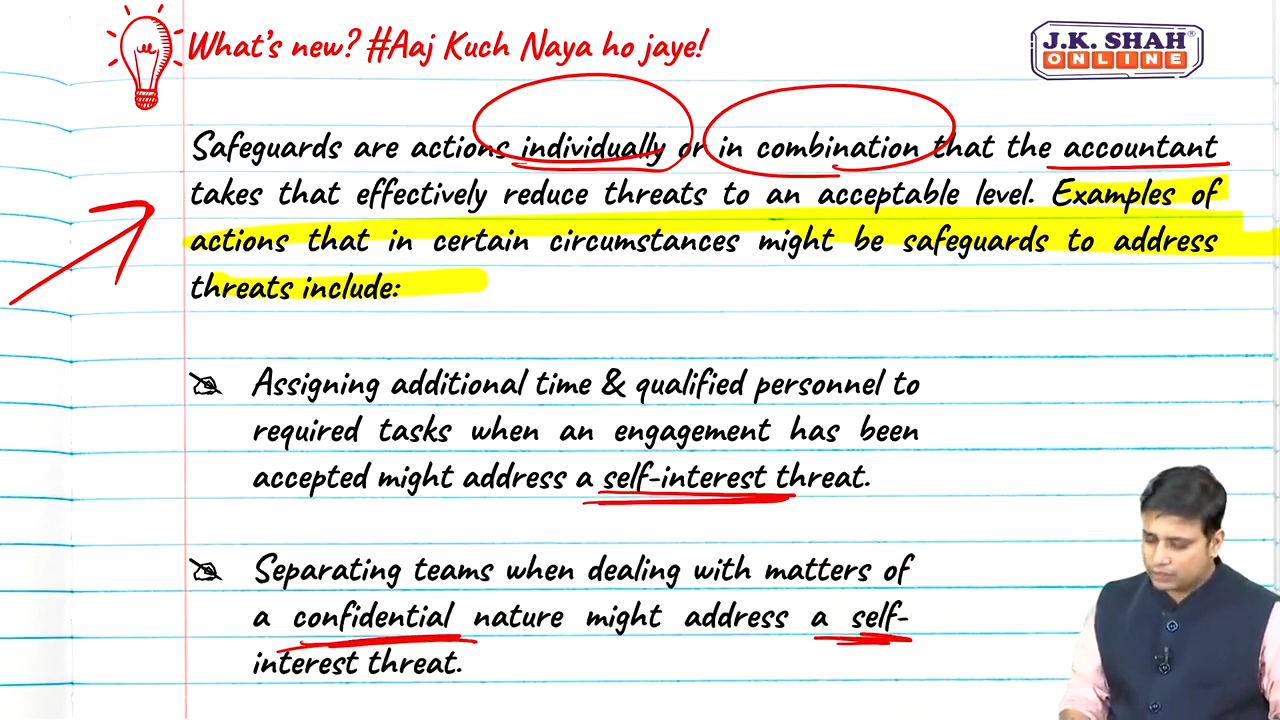 What's new? #Aaj Kuch Naya ho jaye!
J.K. SHAH®
ONLINE
Safeguards are actions individually or in combination that the accountant
takes that effectively reduce threats to an acceptable level. Examples of
actions that in certain circumstances might be safeguards to address
threats include:
Assigning additional time & qualified personnel to
required tasks when an engagement has been
accepted might address a self-interest threat.
Separating teams when dealing with matters of
a confidential nature might address a self-
interest threat.